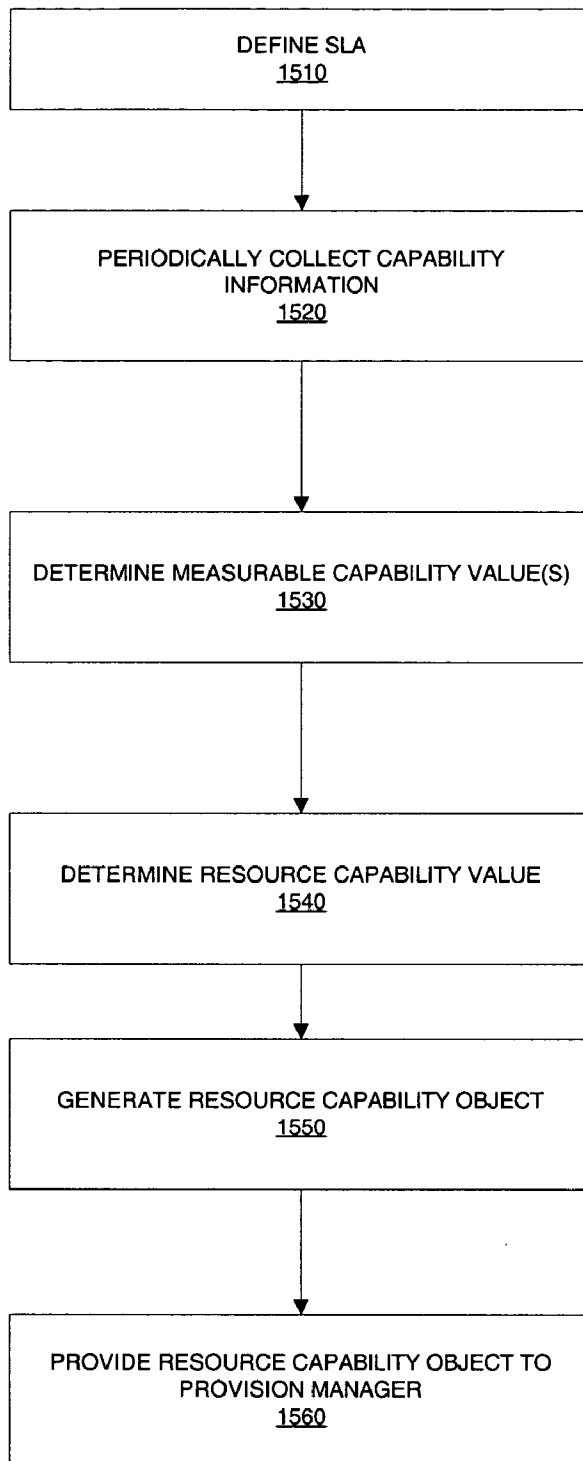 DEFINE SLA
1510
PERIODICALLY COLLECT CAPABILITY
INFORMATION
1520
DETERMINE MEASURABLE CAPABILITY VALUE(S)
1530
DETERMINE RESOURCE CAPABILITY VALUE
1540
GENERATE RESOURCE CAPABILITY OBJECT
1550
PROVIDE RESOURCE CAPABILITY OBJECT TO
PROVISION MANAGER
1560